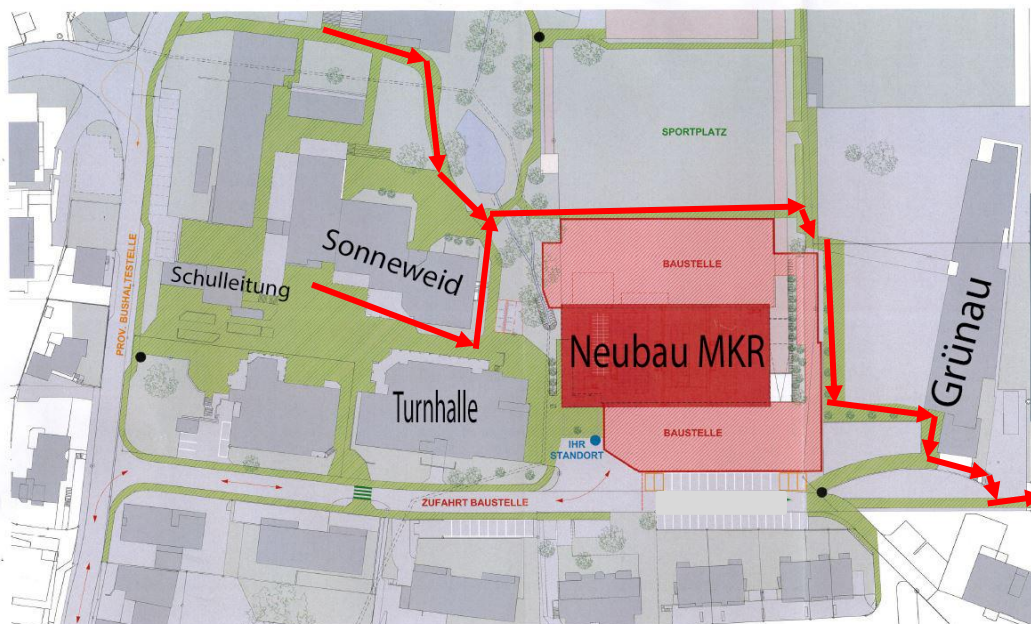 SPORTPLATZ
PROV. BUSHALTESTELLE
Sonneweid
Schulleitung
BAUSTELLE
Neubau MKR
Grünau
Turnhalle
BAUSTELLE
IHR
STANDORT
ZUFAHRT BAUSTELLE